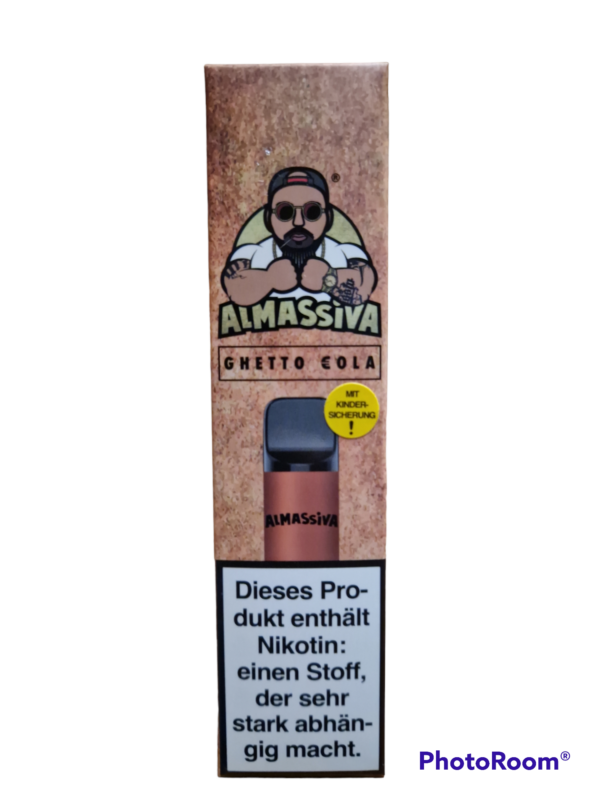 ®
ALMASSIVA
GHETTO €OLA
MIT
KINDER-
SICHERUNG
!
ALMASSIVA
Dieses Pro-
dukt enthält
Nikotin:
einen Stoff,
der sehr
stark abhän-
gig macht.
PhotoRoom®